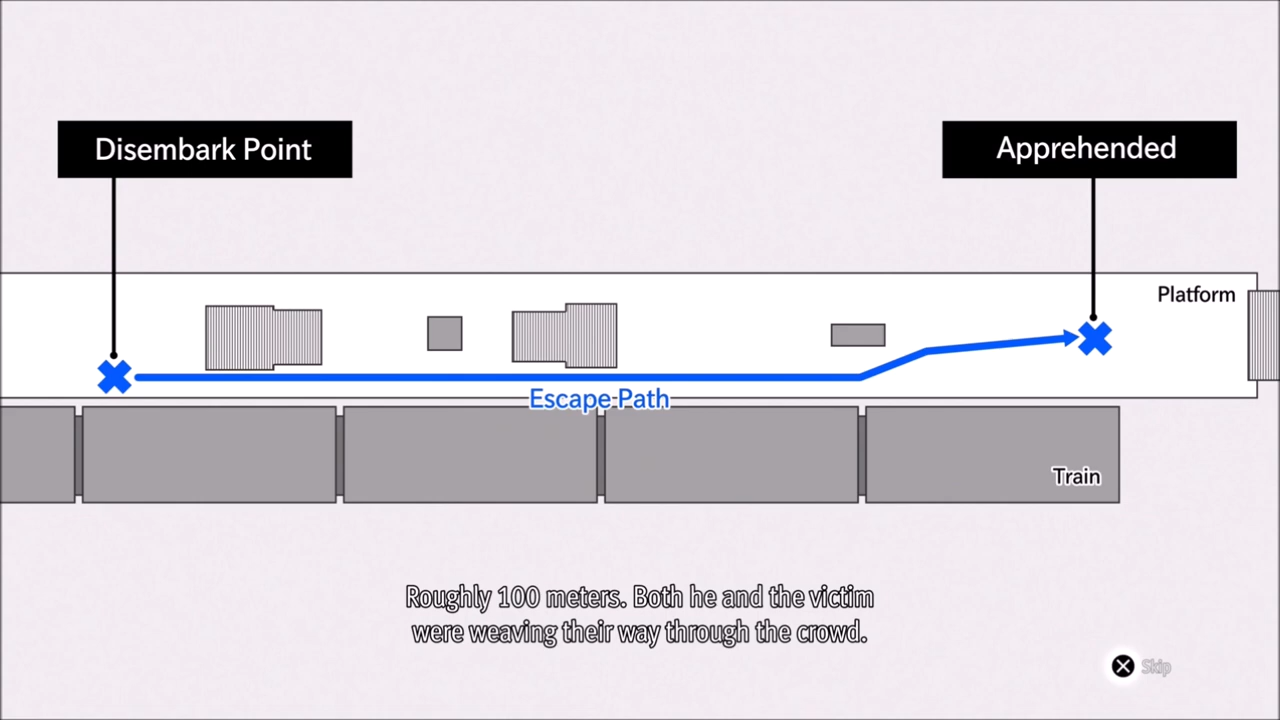 Disembark Point
Apprehended
Platform
Escape Path
Train
Roughly 100 meters. Both he and the victim
were weaving their way through the crowd.
Skip